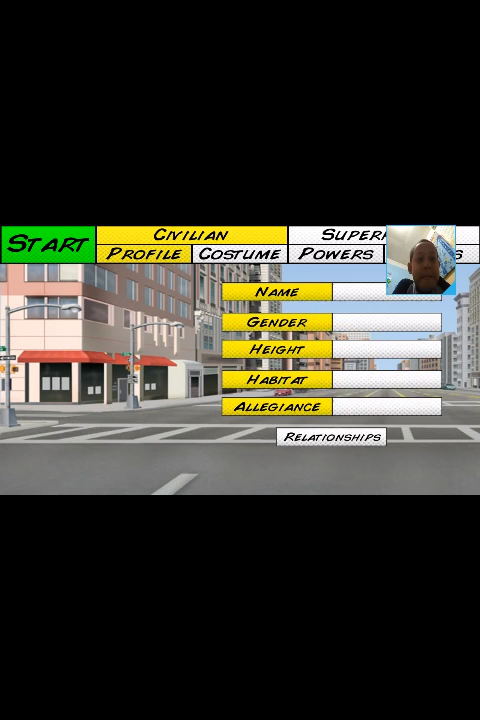 START
CIVILIAN
PROFILE COSTUME POWERS
NAME
GENDER
HEIGHT
HABITAT
ALLEGIANCE
RELATIONSHIPS